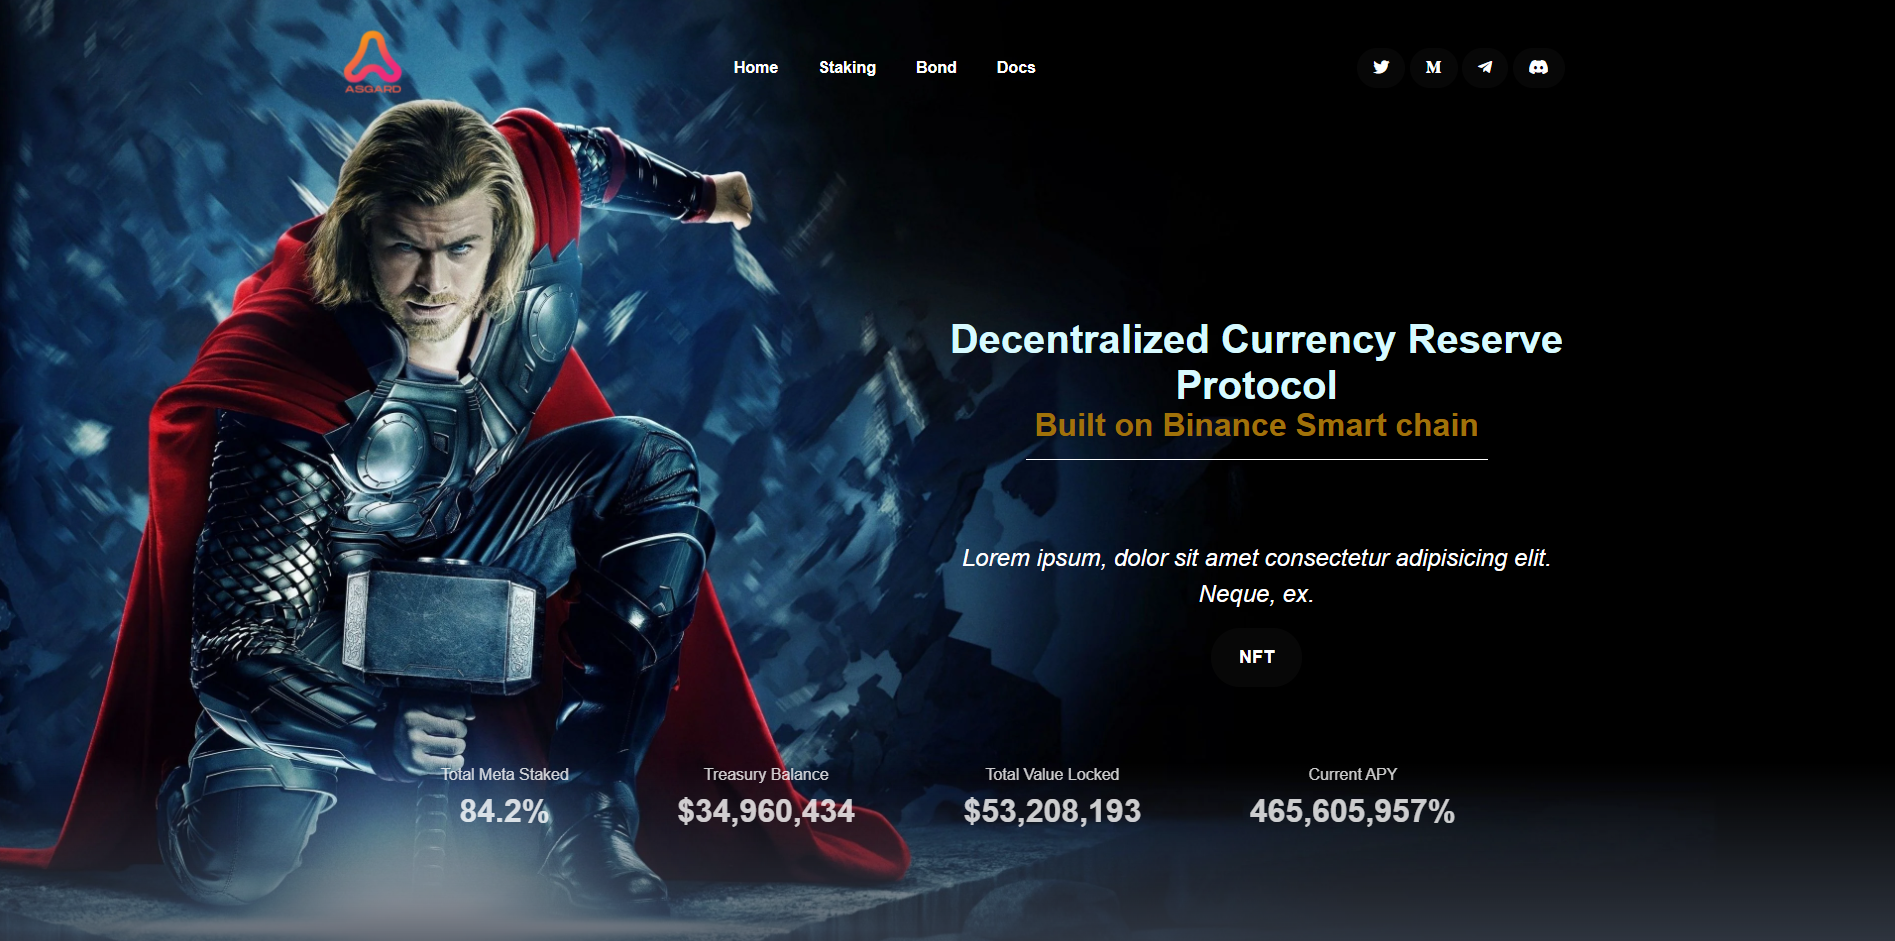 ASGARD
Home Staking Bond Docs
M
Decentralized Currency Reserve
Protocol
Built on Binance Smart chain
Lorem ipsum, dolor sit amet consectetur adipisicing elit.
Neque, ex.
NFT
Total Meta Staked
84.2%
Treasury Balance
$34,960,434
Total Value Locked
$53,208,193
Current APY
465,605,957%